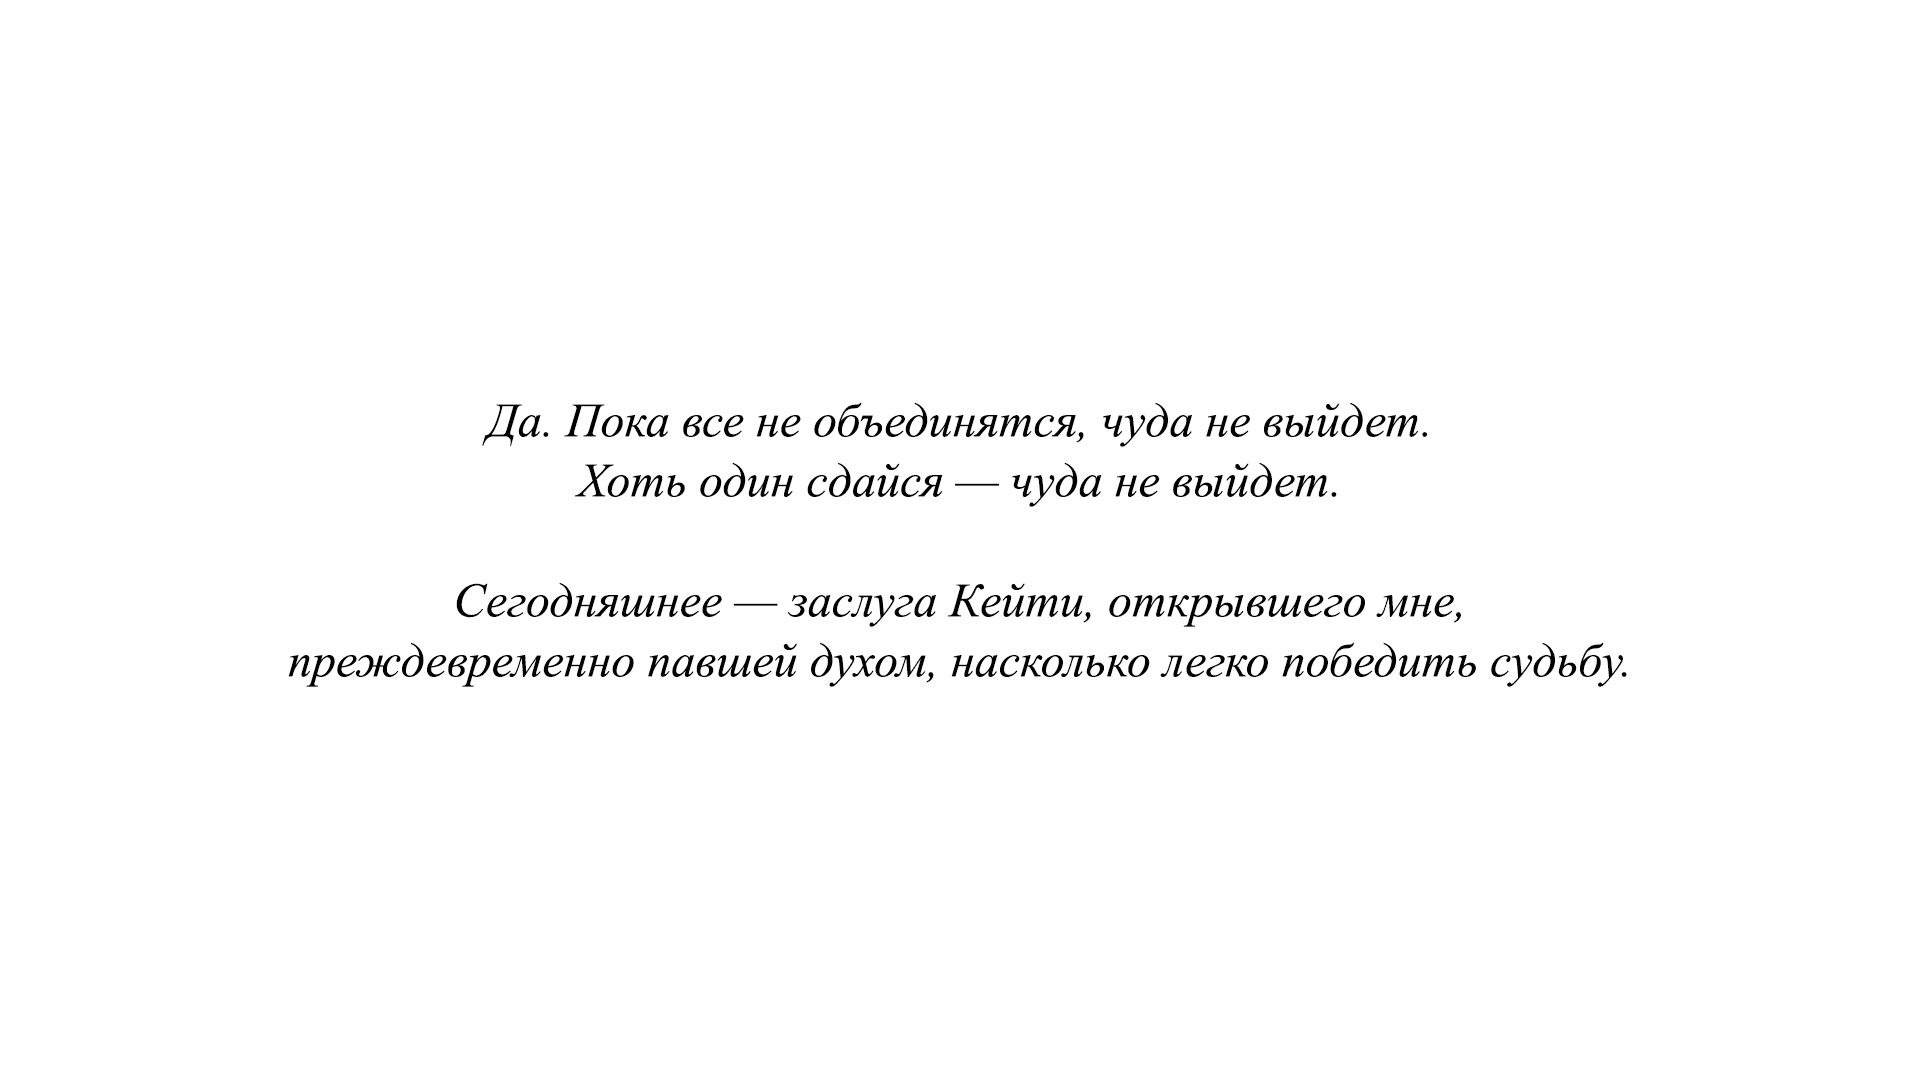 Да. Пока все не объединятся, чуда не выйдет.
Хоть один сдайся — чуда не выйдет.
Сегодняшнее — заслуга Кейти, открывшего мне,
преждевременно павшей духом, насколько легко победить судьбу.